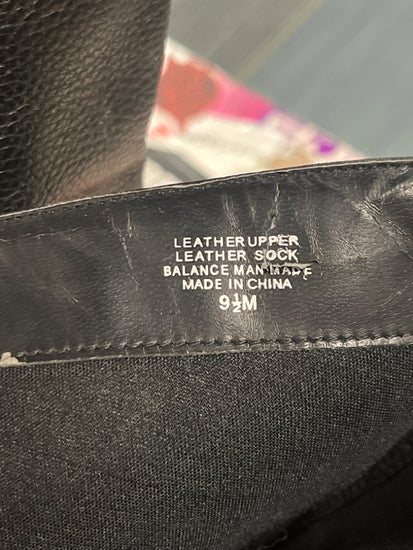 LEATHER UPPER
LEATHER SOCK
BALANCE MAN MADE
MADE IN CHINA
9½M